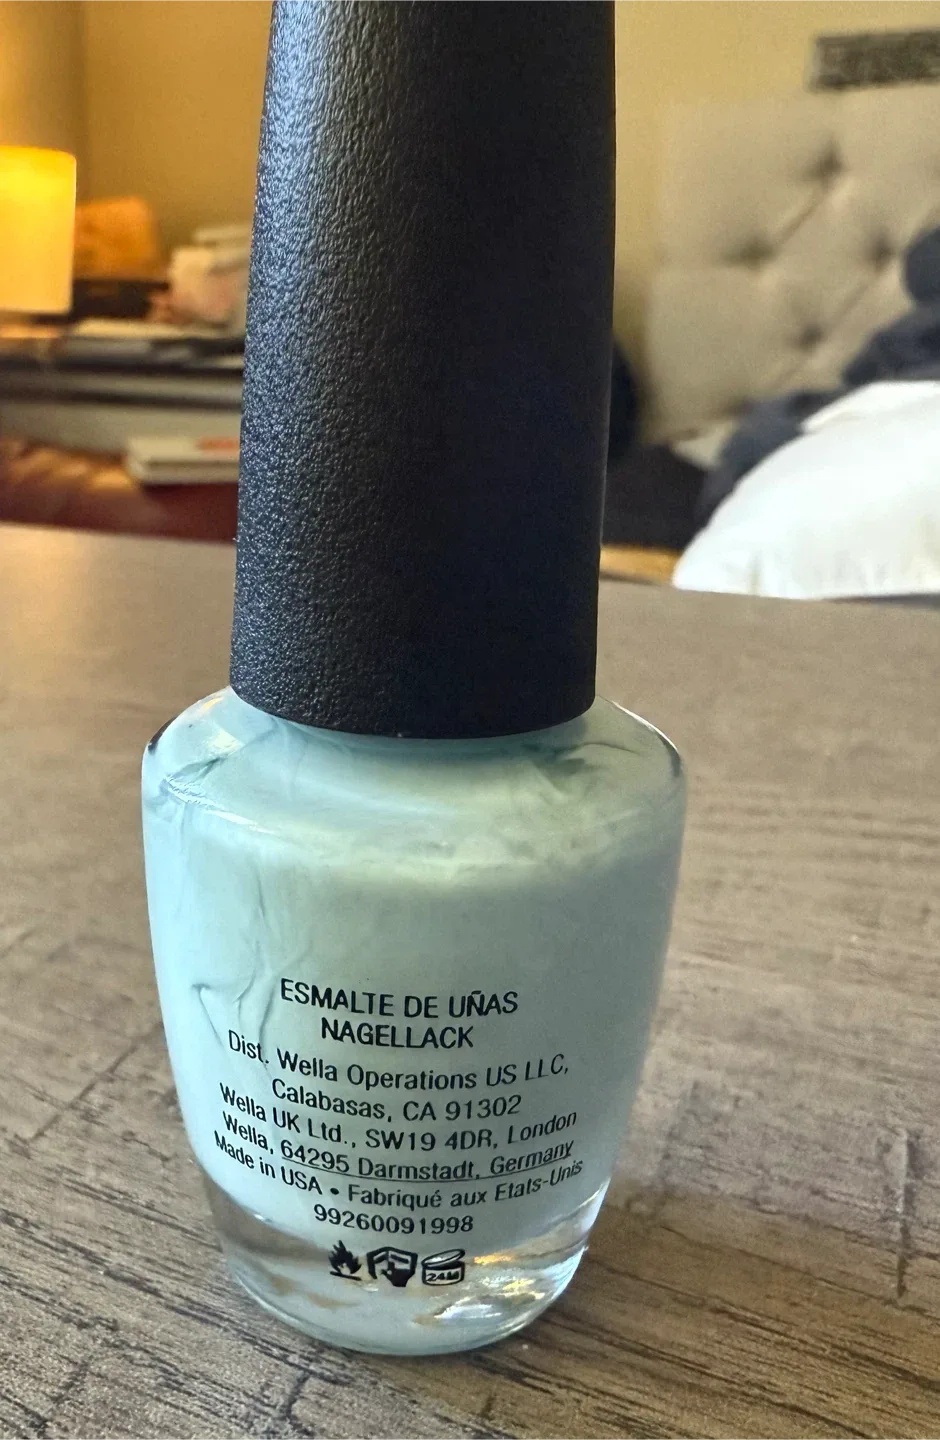 ESMALTE DE UÑAS
NAGELLACK
Dist. Wella Operations US LLC,
Calabasas, CA 91302
Wella UK Ltd., SW19 4DR, London
Wella, 64295 Darmstadt, Germany
Made in USA • Fabriqué aux Etats-Unis
99260091998
24M